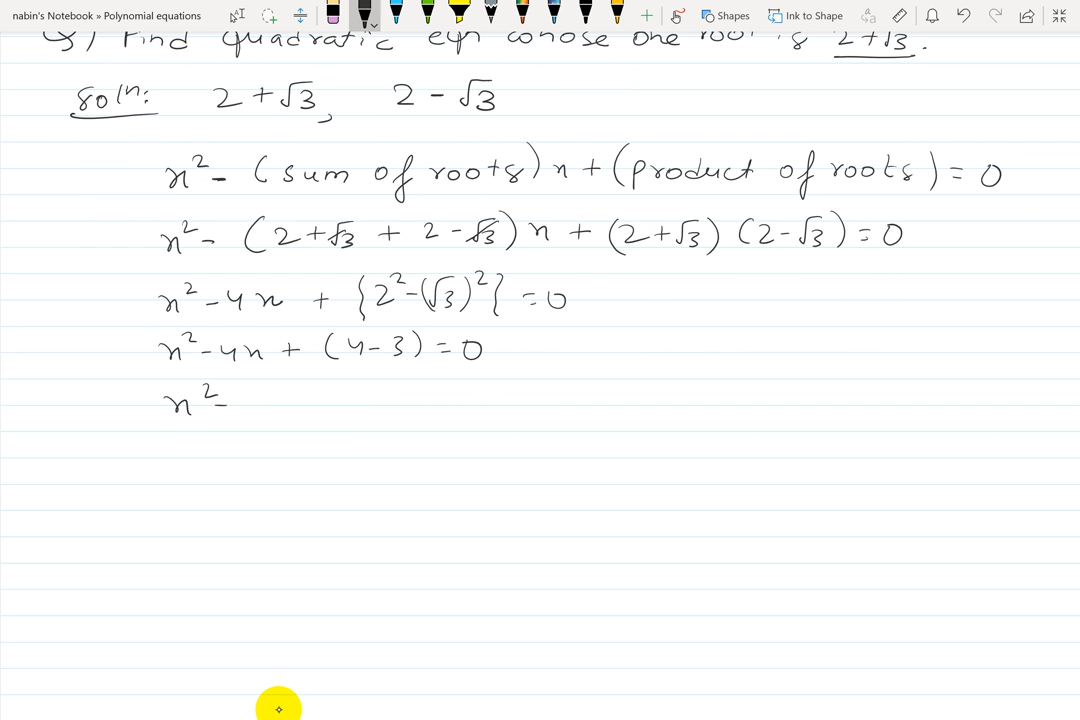 nabin's Notebook » Polynomial equations
Shapes
Ink to Shape
Q) Find quadratic eqn whose one root is 2+√3.
Soln: 2+√3, 2-√3
x² - (sum of roots)x + (product of roots) = 0
x² - (2+√3 + 2-√3)x + (2+√3)(2-√3) = 0
x² - 4x + {2² - (√3)²} = 0
x² - 4x + (4-3) = 0
x² -